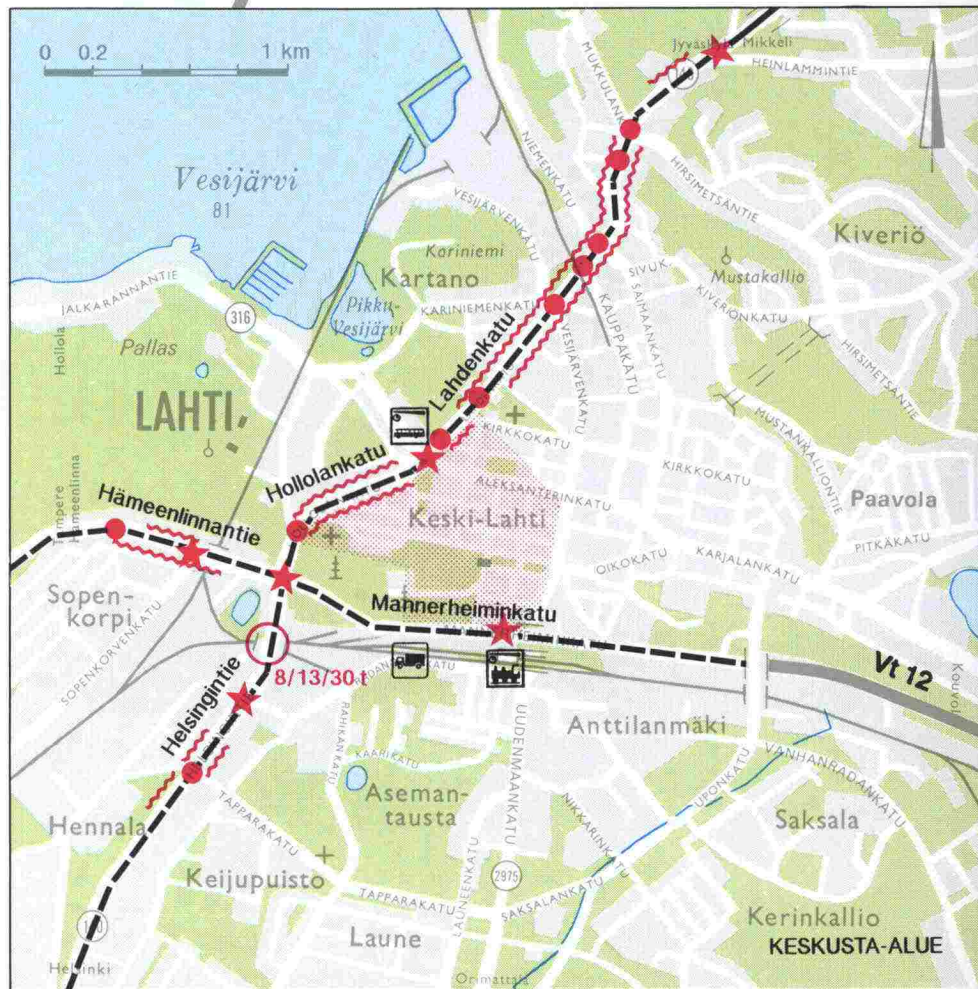 0 0.2 1 km
Jyväskylä Mikkeli
140
HEINLAMMINTIE
NIEMENKATU
HIRSIMETSÄNTIE
Vesijärvi
81
VESIJÄRVENKATU
Kariniemi
Kartano
KARINIEMENKATU
Kiveriö
Mustakallio
SIVUK.
SAIMAANKATU
KAUPPAKATU
KIVERIÖNKATU
HIRSIMETSÄNTIE
JALKARANNANTIE
316
Pikku-
Vesijärvi
Hollola
Pallas
LAHTI
Lahdenkatu
VESIJÄRVENKATU
MUSTANKALLIONTIE
KIRKKOKATU
KIRKKOKATU
Hollolankatu
ALEKSANTERINKATU
Paavola
Keski-Lahti
PITKÄKATU
KARJALANKATU
OIKOKATU
Tampere
Hämeenlinna
Hämeenlinnantie
Sopen-
korpi
SOPENKORVENKATU
Mannerheiminkatu
8/13/30 t
Vt 12
Helsingintie
RAHIKANKATU
KAARIKATU
UUDENMAANKATU
Anttilanmäki
VANHANRADANKATU
UPONKATU
Aseman-
tausta
NIKKARINKATU
Saksala
Hennala
TAPPARAKATU
Keijupuisto
TAPPARAKATU
LAUNEENKATU
2975
SAKSALANKATU
Laune
Kerinkallio
KESKUSTA-ALUE
Helsinki
Orimattila